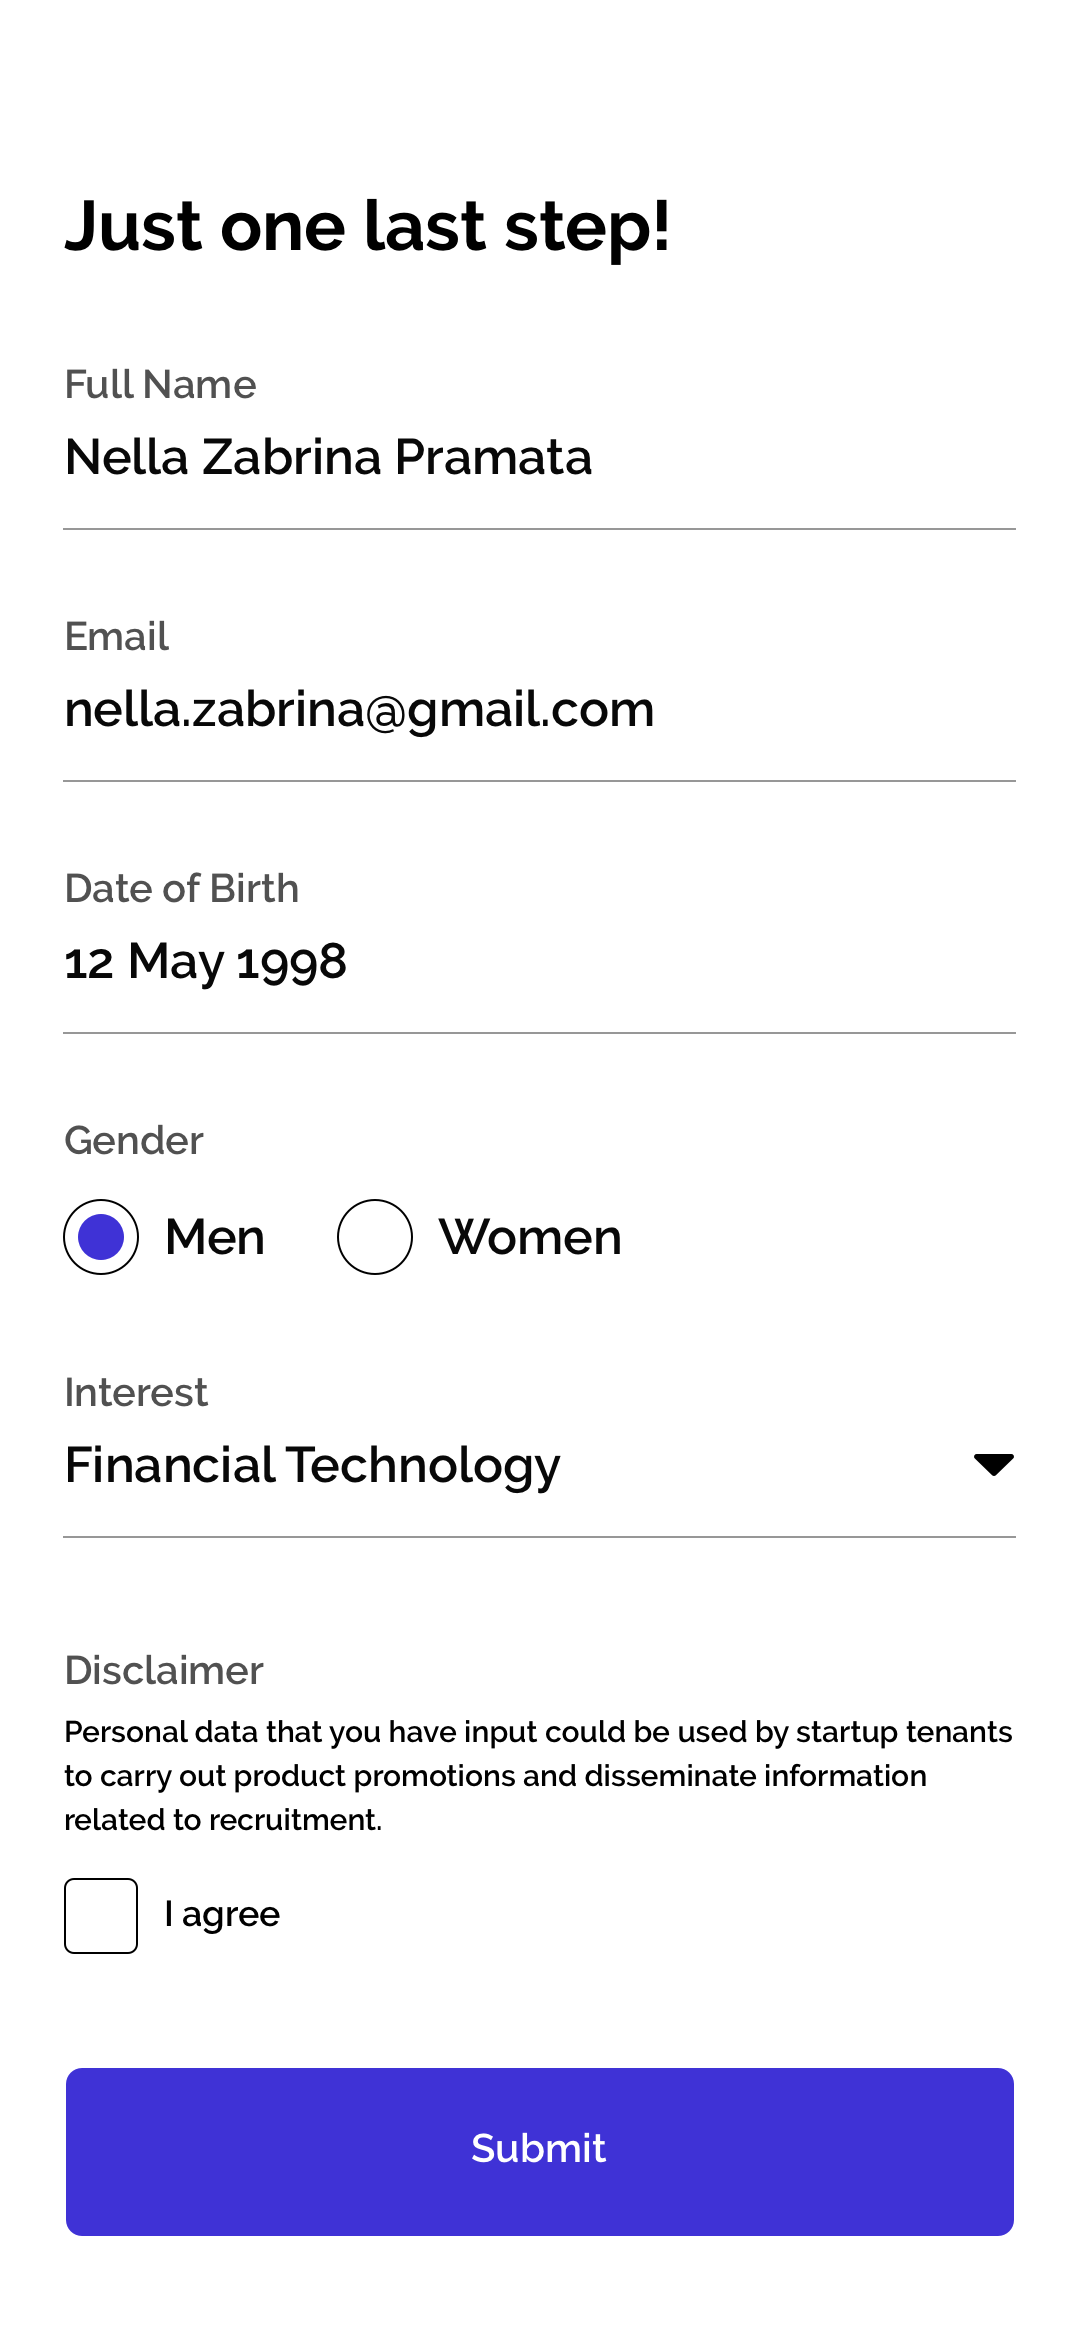 Just one last step!
Full Name
Nella Zabrina Pramata
Email
nella.zabrina@gmail.com
Date of Birth
12 May 1998
Gender
Men Women
Interest
Financial Technology
Disclaimer
Personal data that you have input could be used by startup tenants
to carry out product promotions and disseminate information
related to recruitment.
I agree
Submit